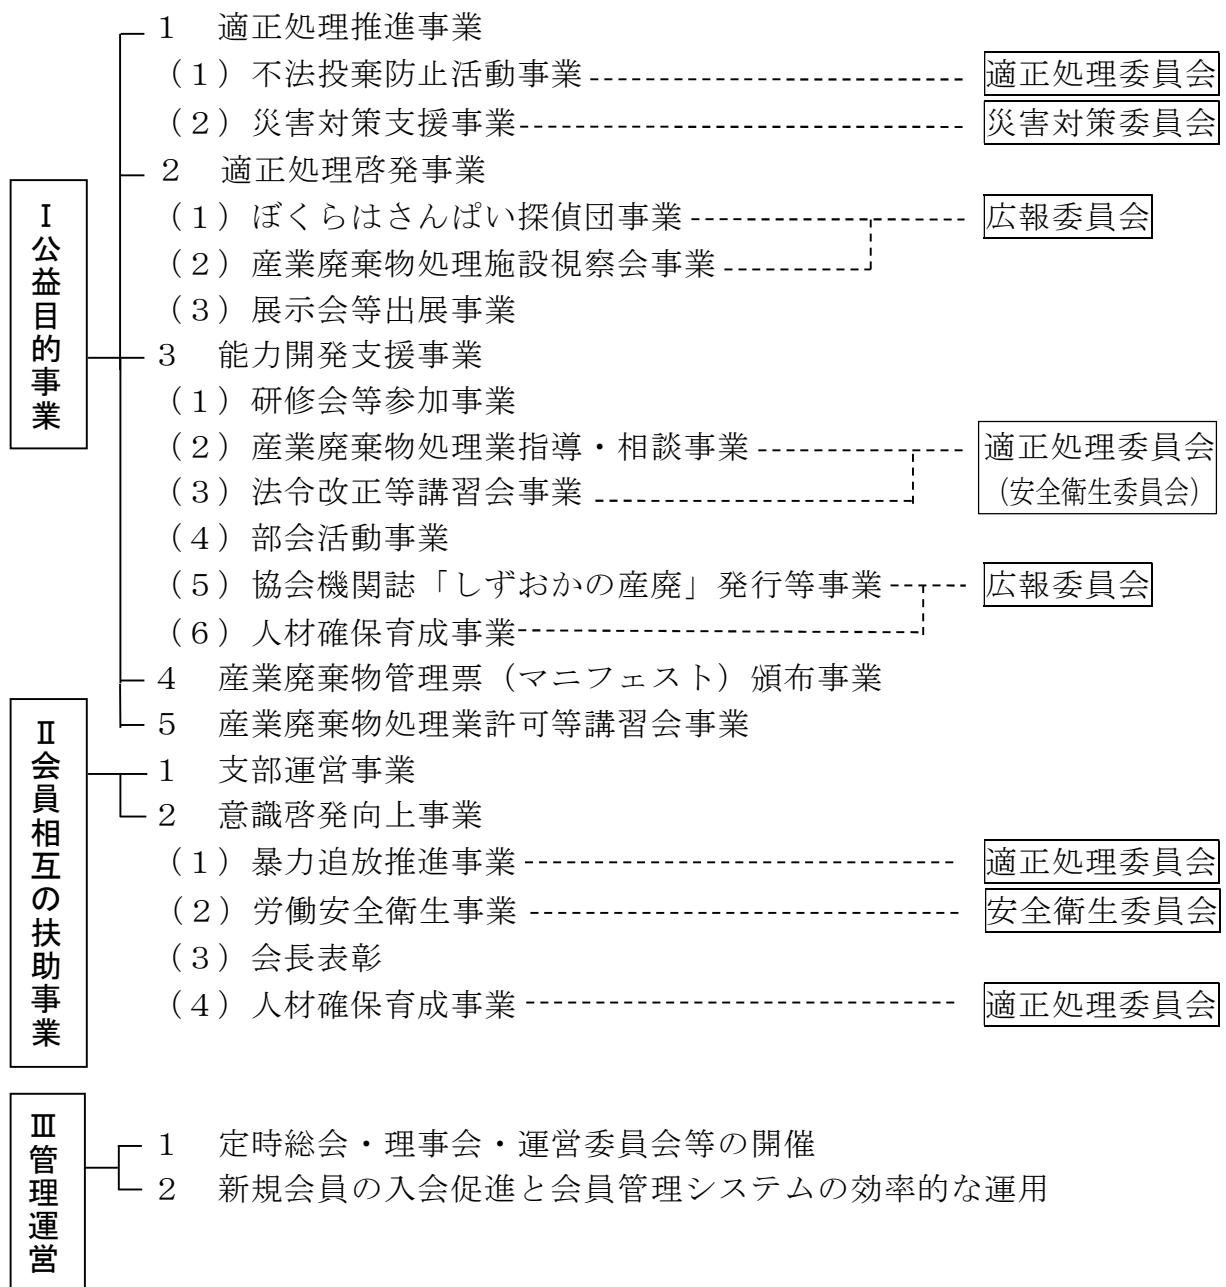 Ⅰ公益目的事業
1 適正処理推進事業
（1）不法投棄防止活動事業 適正処理委員会
（2）災害対策支援事業 災害対策委員会
2 適正処理啓発事業
（1）ぼくらはさんぱい探偵団事業 広報委員会
（2）産業廃棄物処理施設視察会事業
（3）展示会等出展事業
3 能力開発支援事業
（1）研修会等参加事業
（2）産業廃棄物処理業指導・相談事業 適正処理委員会
（3）法令改正等講習会事業 （安全衛生委員会）
（4）部会活動事業
（5）協会機関誌「しずおかの産廃」発行等事業 広報委員会
（6）人材確保育成事業
4 産業廃棄物管理票（マニフェスト）頒布事業
5 産業廃棄物処理業許可等講習会事業
Ⅱ会員相互の扶助事業
1 支部運営事業
2 意識啓発向上事業
（1）暴力追放推進事業 適正処理委員会
（2）労働安全衛生事業 安全衛生委員会
（3）会長表彰
（4）人材確保育成事業 適正処理委員会
Ⅲ管理運営
1 定時総会・理事会・運営委員会等の開催
2 新規会員の入会促進と会員管理システムの効率的な運用